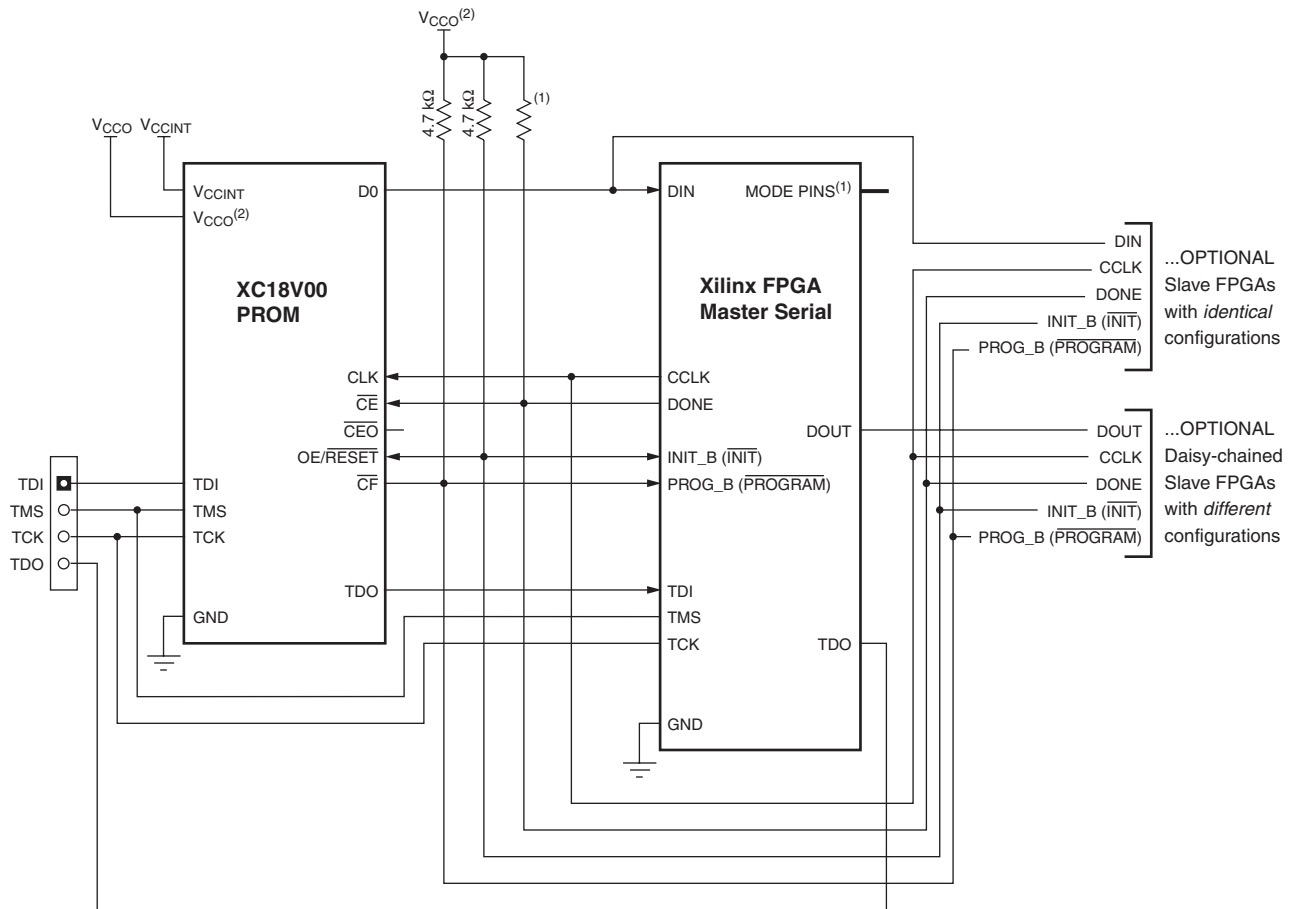 VCCO(2)
4.7 kΩ
4.7 kΩ
(1)
VCCO
VCCINT
VCCINT
VCCO(2)
D0
XC18V00
PROM
CLK
CE
CEO
OE/RESET
CF
TDI
TMS
TCK
TDO
GND
TDI
TMS
TCK
TDO
DIN
MODE PINS(1)
Xilinx FPGA
Master Serial
CCLK
DONE
DOUT
INIT_B (INIT)
PROG_B (PROGRAM)
TDI
TMS
TCK
TDO
GND
DIN
CCLK
DONE
INIT_B (INIT)
PROG_B (PROGRAM)
...OPTIONAL
Slave FPGAs
with identical
configurations
DOUT
CCLK
DONE
INIT_B (INIT)
PROG_B (PROGRAM)
...OPTIONAL
Daisy-chained
Slave FPGAs
with different
configurations